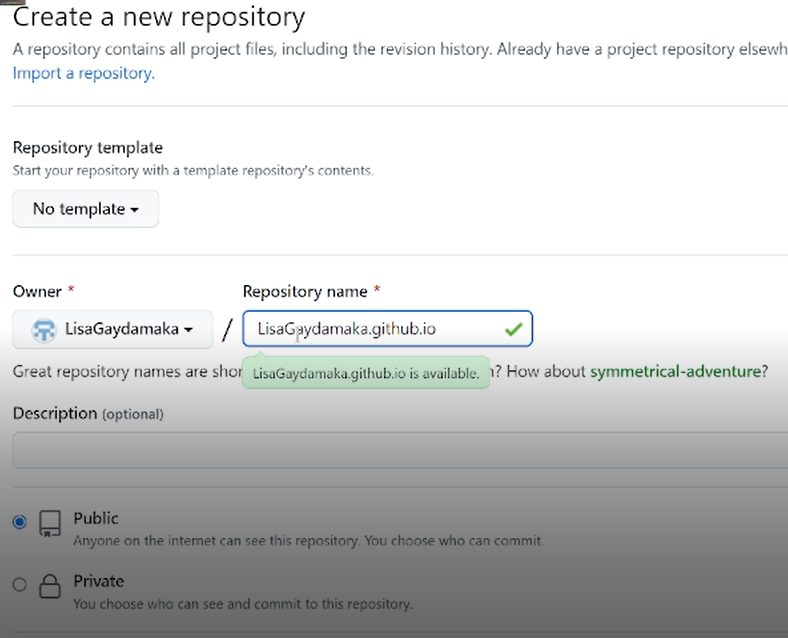 Create a new repository
A repository contains all project files, including the revision history. Already have a project repository
Import a repository.
Repository template
Start your repository with a template repository's contents.
No template
Owner *
Repository name *
LisaGaydamaka
/
LisaGaydamaka.github.io
Great repository names are ? How about symmetrical-adventure?
LisaGaydamaka.github.io is available.
Description (optional)
Public
Anyone on the internet can see this repository. You choose who can commit.
Private
You choose who can see and commit to this repository.